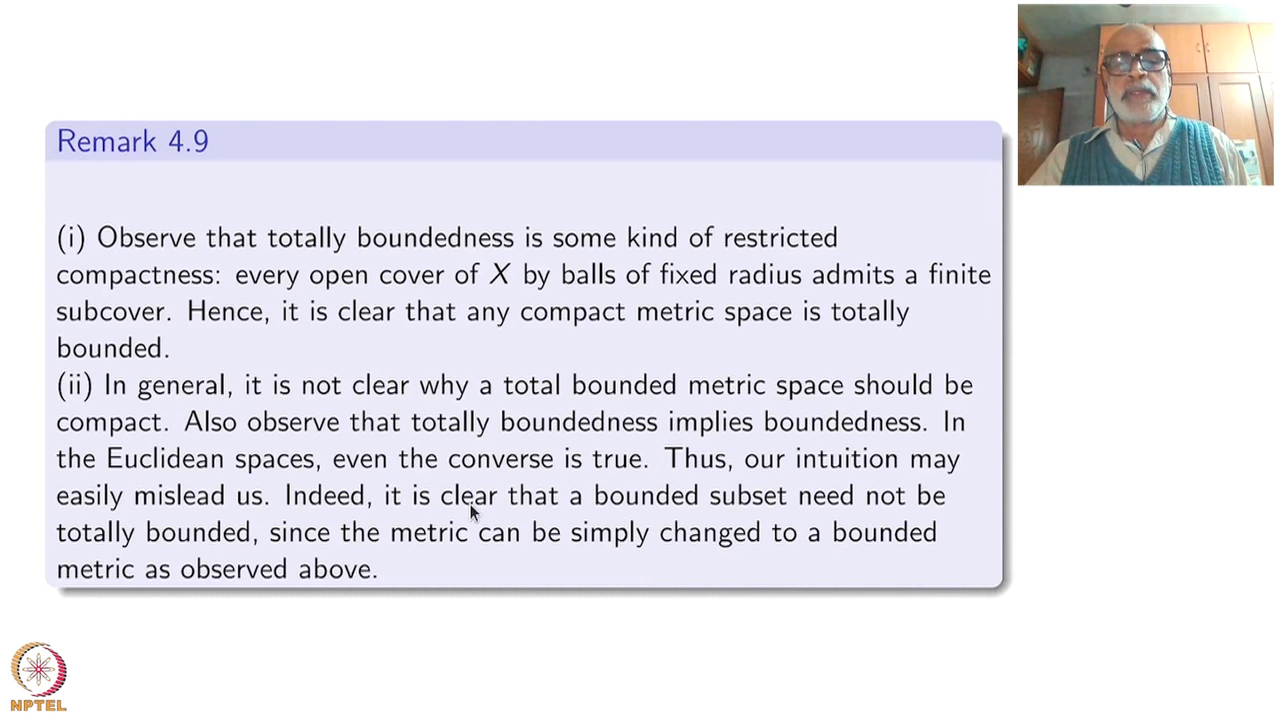 Remark 4.9
(i) Observe that totally boundedness is some kind of restricted
compactness: every open cover of X by balls of fixed radius admits a finite
subcover. Hence, it is clear that any compact metric space is totally
bounded.
(ii) In general, it is not clear why a total bounded metric space should be
compact. Also observe that totally boundedness implies boundedness. In
the Euclidean spaces, even the converse is true. Thus, our intuition may
easily mislead us. Indeed, it is clear that a bounded subset need not be
totally bounded, since the metric can be simply changed to a bounded
metric as observed above.
NPTEL